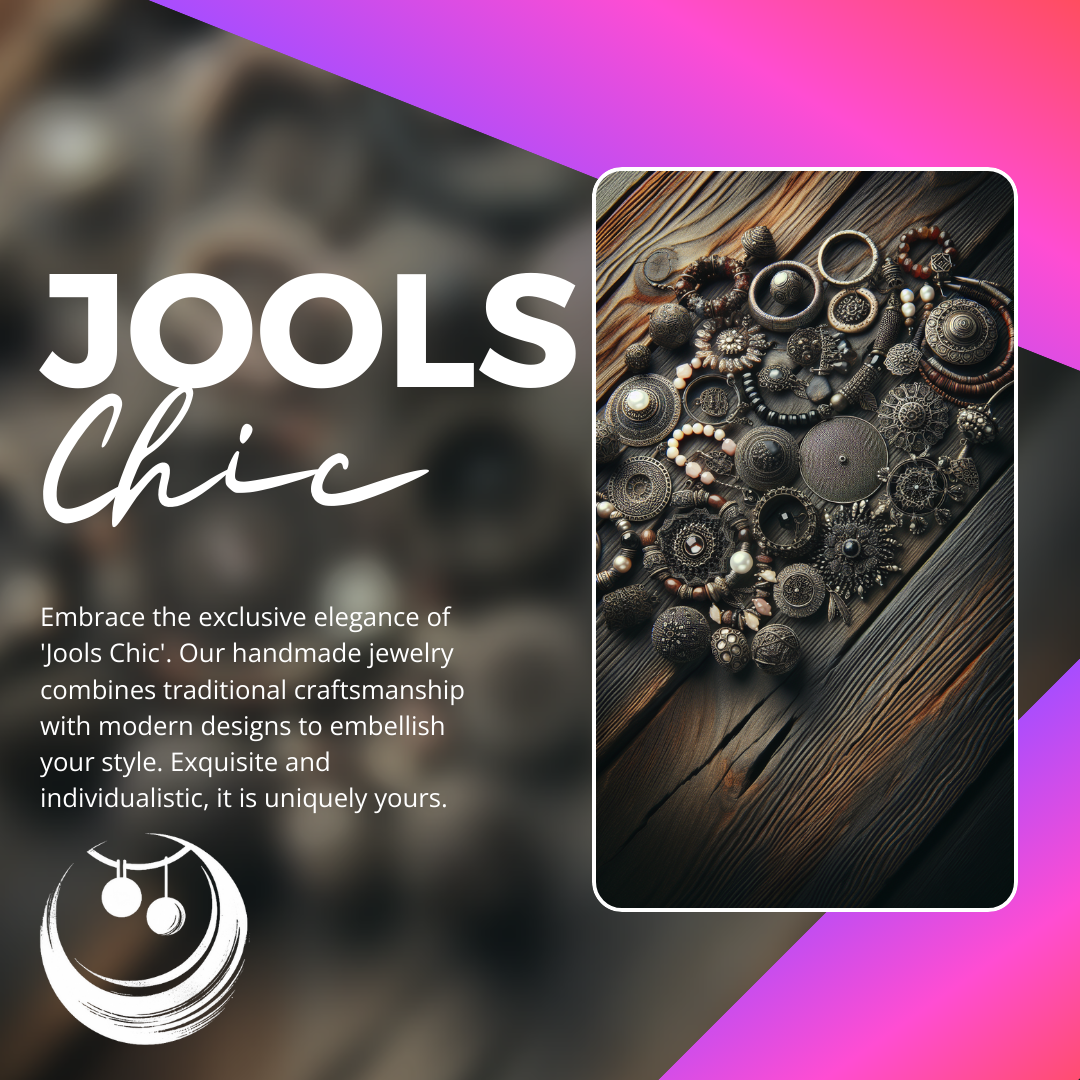 JOOLS
Chic
Embrace the exclusive elegance of
'Jools Chic'. Our handmade jewelry
combines traditional craftsmanship
with modern designs to embellish
your style. Exquisite and
individualistic, it is uniquely yours.